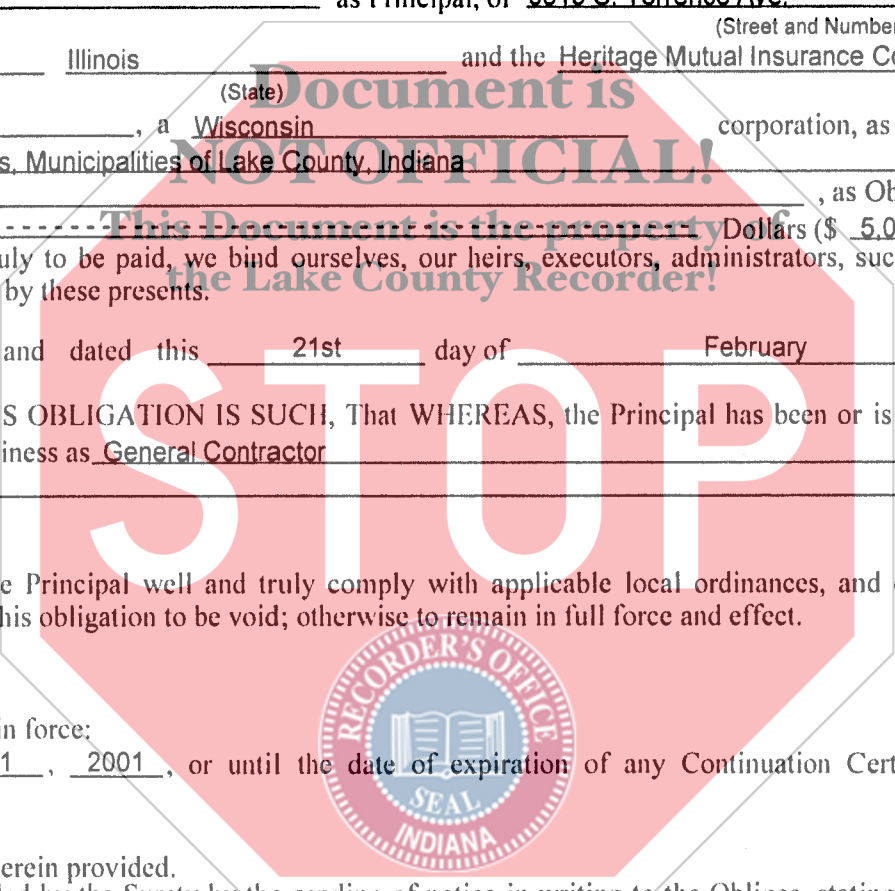 as Principal, of
(Street and Number
Illinois and the Heritage Mutual Insurance Co
(State)
Document is
, a Wisconsin corporation, as
NOT OFFICIAL!
s, Municipalities of Lake County, Indiana
, as Ob
This Document is the property of
Dollars ($ 5,0
uly to be paid, we bind ourselves, our heirs, executors, administrators, suc
the Lake County Recorder!
by these presents.
and dated this 21st day of February
STOP
S OBLIGATION IS SUCH, That WHEREAS, the Principal has been or is
iness as General Contractor
e Principal well and truly comply with applicable local ordinances, and
his obligation to be void; otherwise to remain in full force and effect.
RECORDER'S OFFICE
in force:
1 , 2001 , or until the date of expiration of any Continuation Cert
SEAL
INDIANA
erein provided.